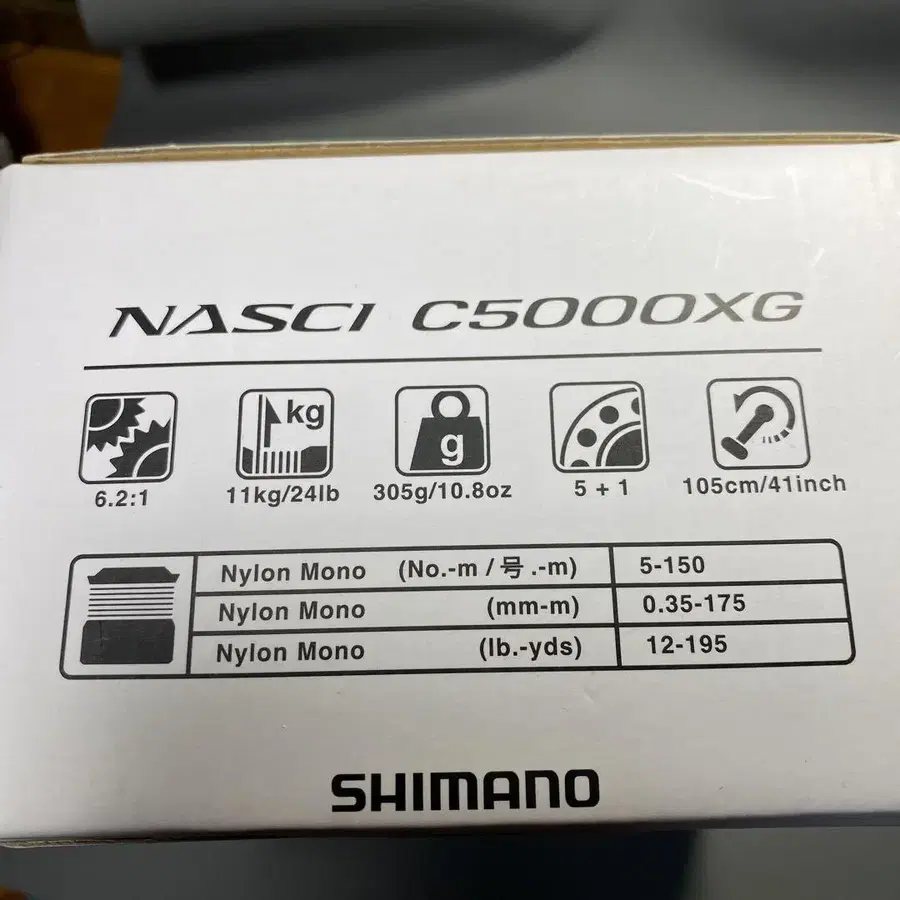 NASCI C5000XG
kg
g
6.2:1 11kg/24lb 305g/10.8oz 5 + 1 105cm/41inch
Nylon Mono (No.-m / 号 .-m) 5-150
Nylon Mono (mm-m) 0.35-175
Nylon Mono (lb.-yds) 12-195
SHIMANO